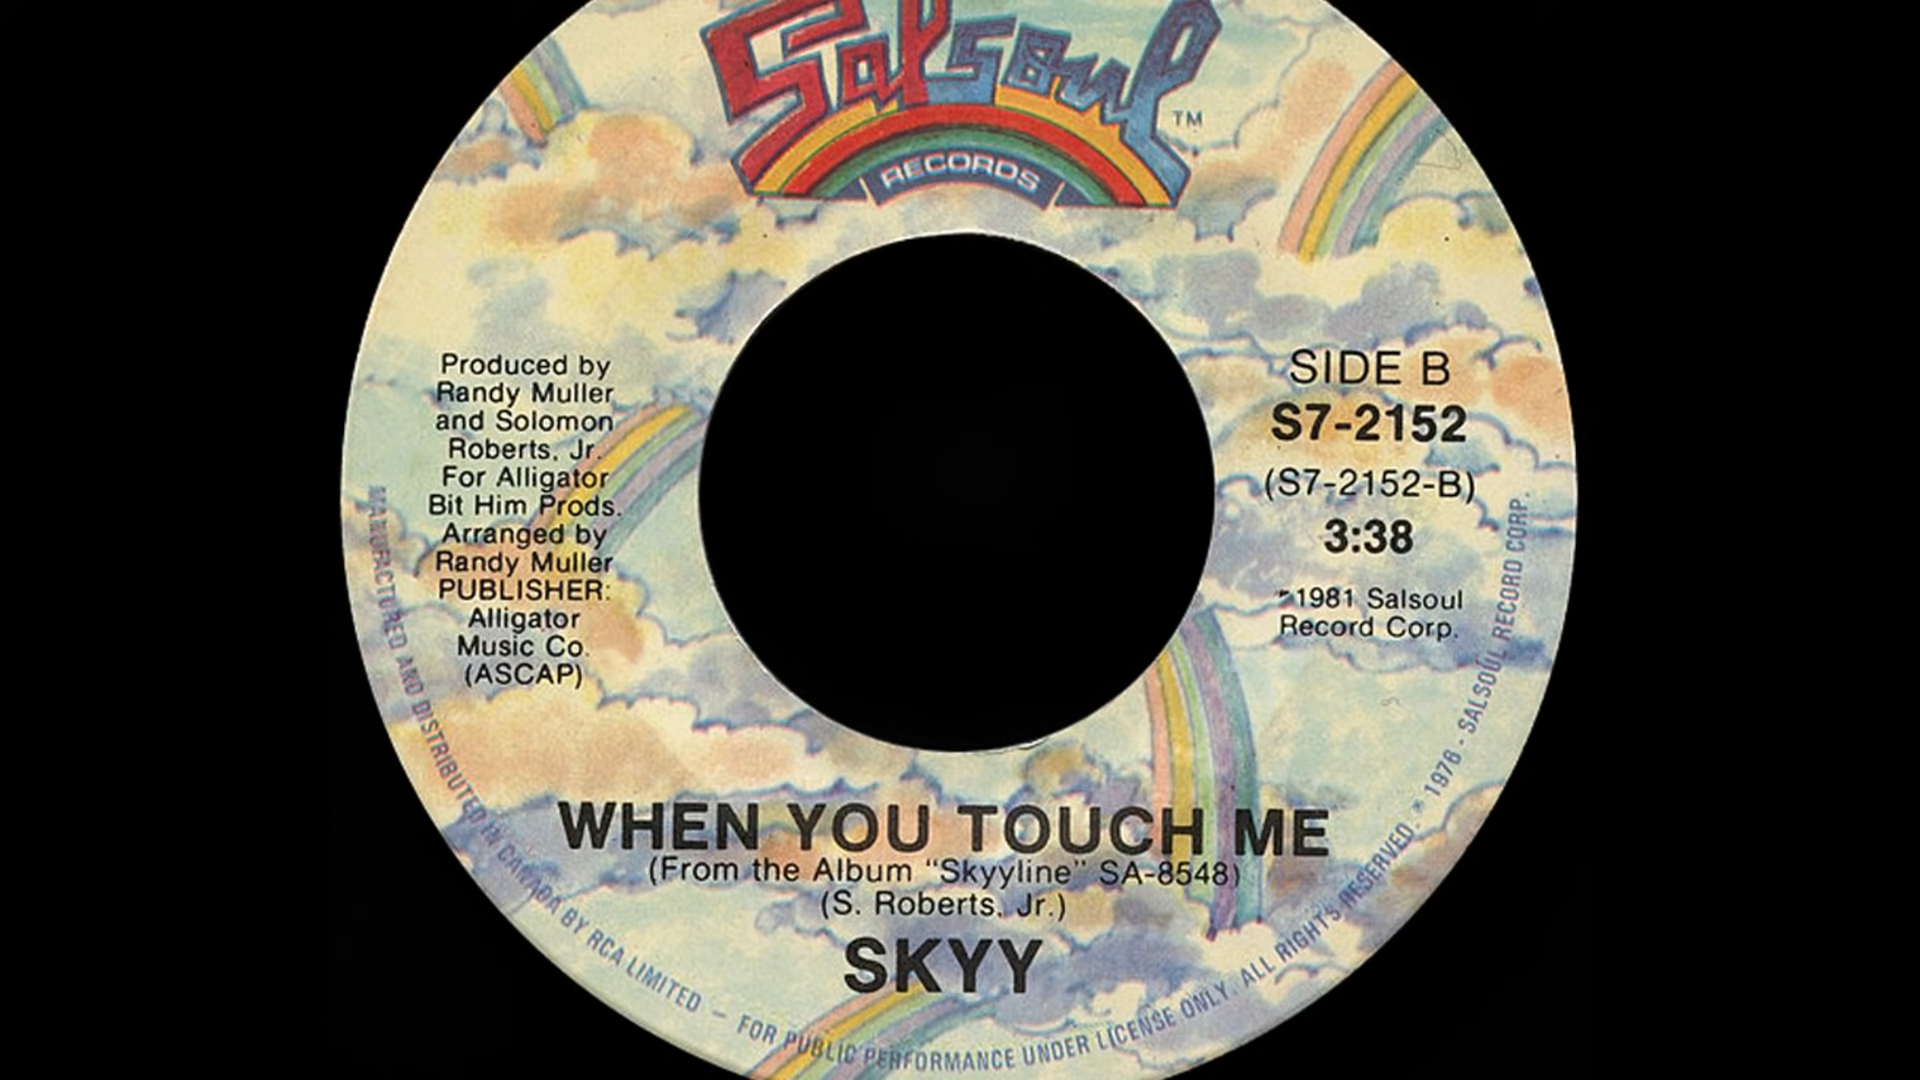 Salsoul
TM
RECORDS
Produced by
Randy Muller
and Solomon
Roberts, Jr.
For Alligator
Bit Him Prods.
Arranged by
Randy Muller
PUBLISHER:
Alligator
Music Co.
(ASCAP)
SIDE B
S7-2152
(S7-2152-B)
3:38
℗1981 Salsoul
Record Corp.
WHEN YOU TOUCH ME
(From the Album “Skyyline” SA-8548)
(S. Roberts, Jr.)
SKYY
MANUFACTURED AND DISTRIBUTED IN CANADA BY RCA LIMITED – FOR PUBLIC PERFORMANCE UNDER LICENSE ONLY. ALL RIGHTS RESERVED. * 1976 - SALSOUL RECORD CORP.